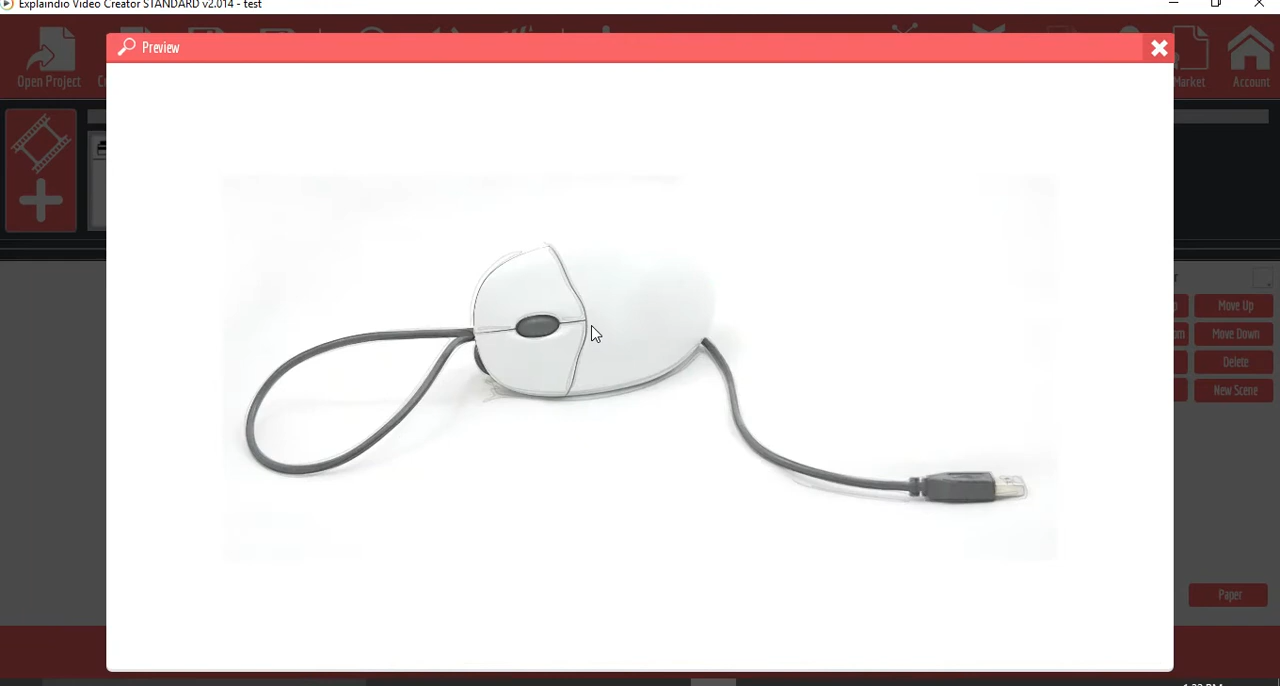 Explaindio Video Creator STANDARD v2.014 - test
Preview
Open Project
Market
Account
Move Up
Move Down
Delete
New Scene
Paper